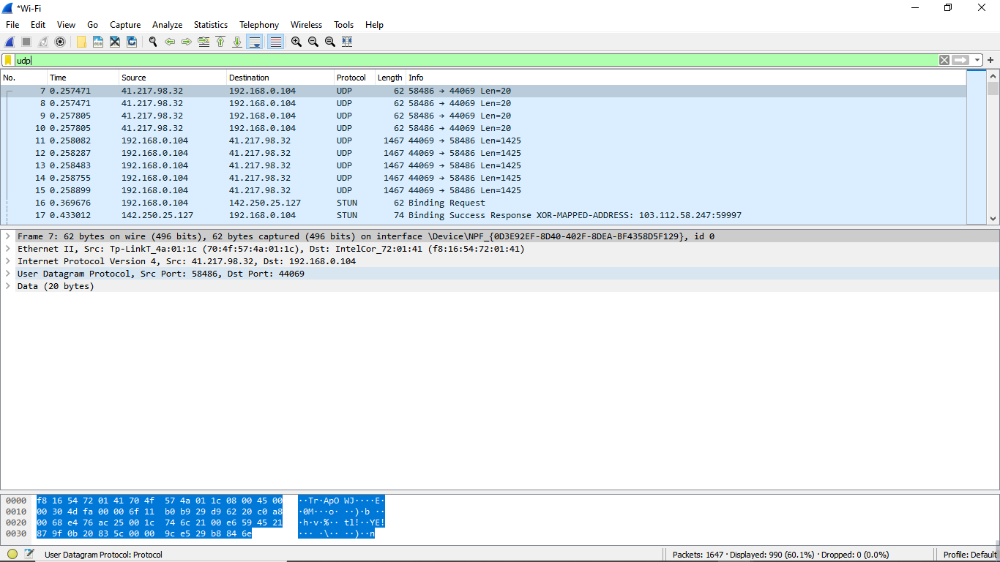 *Wi-Fi
File Edit View Go Capture Analyze Statistics Telephony Wireless Tools Help
udp
No. Time Source Destination Protocol Length Info
7 0.257471 41.217.98.32 192.168.0.104 UDP 62 58486 → 44069 Len=20
8 0.257471 41.217.98.32 192.168.0.104 UDP 62 58486 → 44069 Len=20
9 0.257805 41.217.98.32 192.168.0.104 UDP 62 58486 → 44069 Len=20
10 0.257805 41.217.98.32 192.168.0.104 UDP 62 58486 → 44069 Len=20
11 0.258082 192.168.0.104 41.217.98.32 UDP 1467 44069 → 58486 Len=1425
12 0.258287 192.168.0.104 41.217.98.32 UDP 1467 44069 → 58486 Len=1425
13 0.258483 192.168.0.104 41.217.98.32 UDP 1467 44069 → 58486 Len=1425
14 0.258755 192.168.0.104 41.217.98.32 UDP 1467 44069 → 58486 Len=1425
15 0.258899 192.168.0.104 41.217.98.32 UDP 1467 44069 → 58486 Len=1425
16 0.369676 192.168.0.104 142.250.25.127 STUN 62 Binding Request
17 0.433012 142.250.25.127 192.168.0.104 STUN 74 Binding Success Response XOR-MAPPED-ADDRESS: 103.112.58.247:59997
Frame 7: 62 bytes on wire (496 bits), 62 bytes captured (496 bits) on interface \Device\NPF_{0D3E92EF-8D40-402F-8DEA-BF4358D5F129}, id 0
Ethernet II, Src: Tp-LinkT_4a:01:1c (70:4f:57:4a:01:1c), Dst: IntelCor_72:01:41 (f8:16:54:72:01:41)
Internet Protocol Version 4, Src: 41.217.98.32, Dst: 192.168.0.104
User Datagram Protocol, Src Port: 58486, Dst Port: 44069
Data (20 bytes)
0000 f8 16 54 72 01 41 70 4f 57 4a 01 1c 08 00 45 00 ··Tr·ApO WJ····E·
0010 00 30 4d fa 00 00 6f 11 b0 b9 29 d9 62 20 c0 a8 ·0M···o· ··)·b ··
0020 00 68 e4 76 ac 25 00 1c 74 6c 21 00 e6 59 45 21 ·h·v·%·· tl!··YE!
0030 87 9f 0b 20 83 5c 00 00 9c e5 29 b8 84 6e ··· ·\·· ··)··n
User Datagram Protocol: Protocol Packets: 1647 · Displayed: 990 (60.1%) · Dropped: 0 (0.0%) Profile: Default